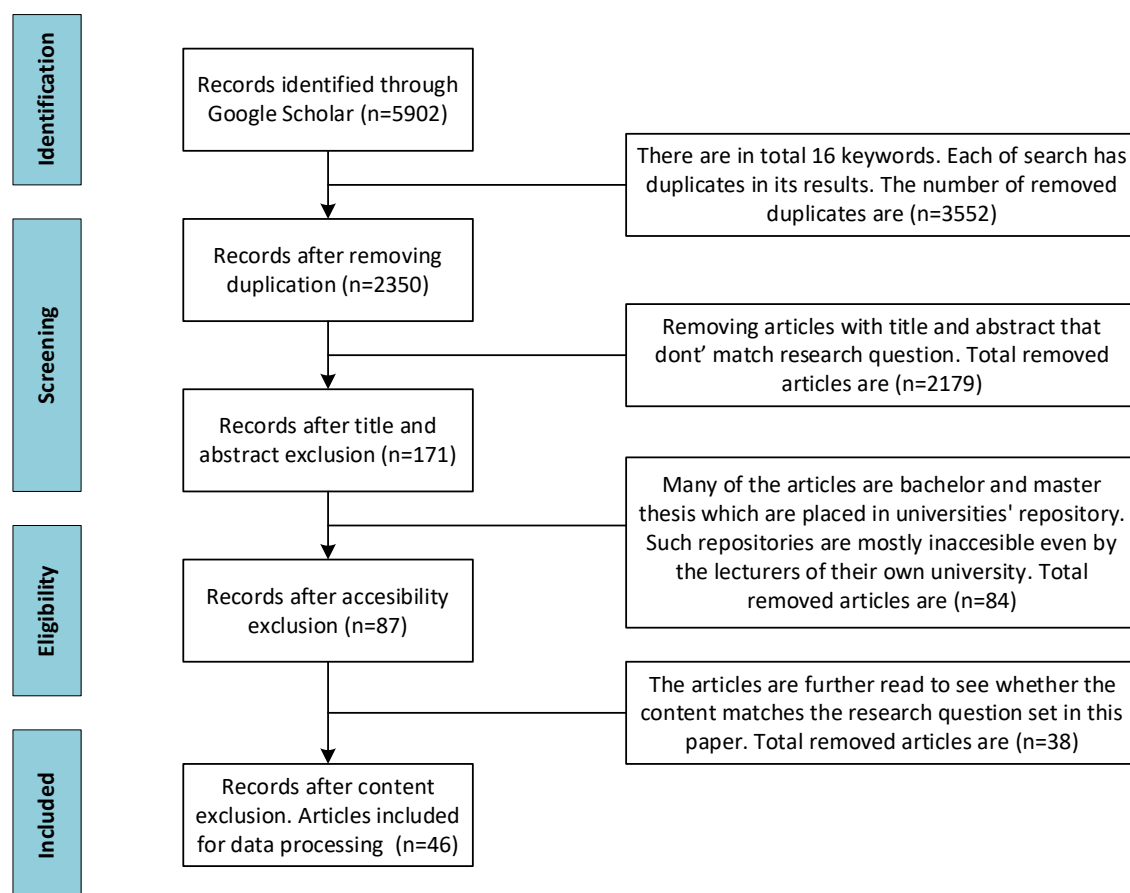 Identification
Records identified through
Google Scholar (n=5902)
There are in total 16 keywords. Each of search has
duplicates in its results. The number of removed
duplicates are (n=3552)
Screening
Records after removing
duplication (n=2350)
Removing articles with title and abstract that
dont’ match research question. Total removed
articles are (n=2179)
Records after title and
abstract exclusion (n=171)
Many of the articles are bachelor and master
thesis which are placed in universities' repository.
Such repositories are mostly inaccesible even by
the lecturers of their own university. Total
removed articles are (n=84)
Eligibility
Records after accesibility
exclusion (n=87)
The articles are further read to see whether the
content matches the research question set in this
paper. Total removed articles are (n=38)
Included
Records after content
exclusion. Articles included
for data processing  (n=46)